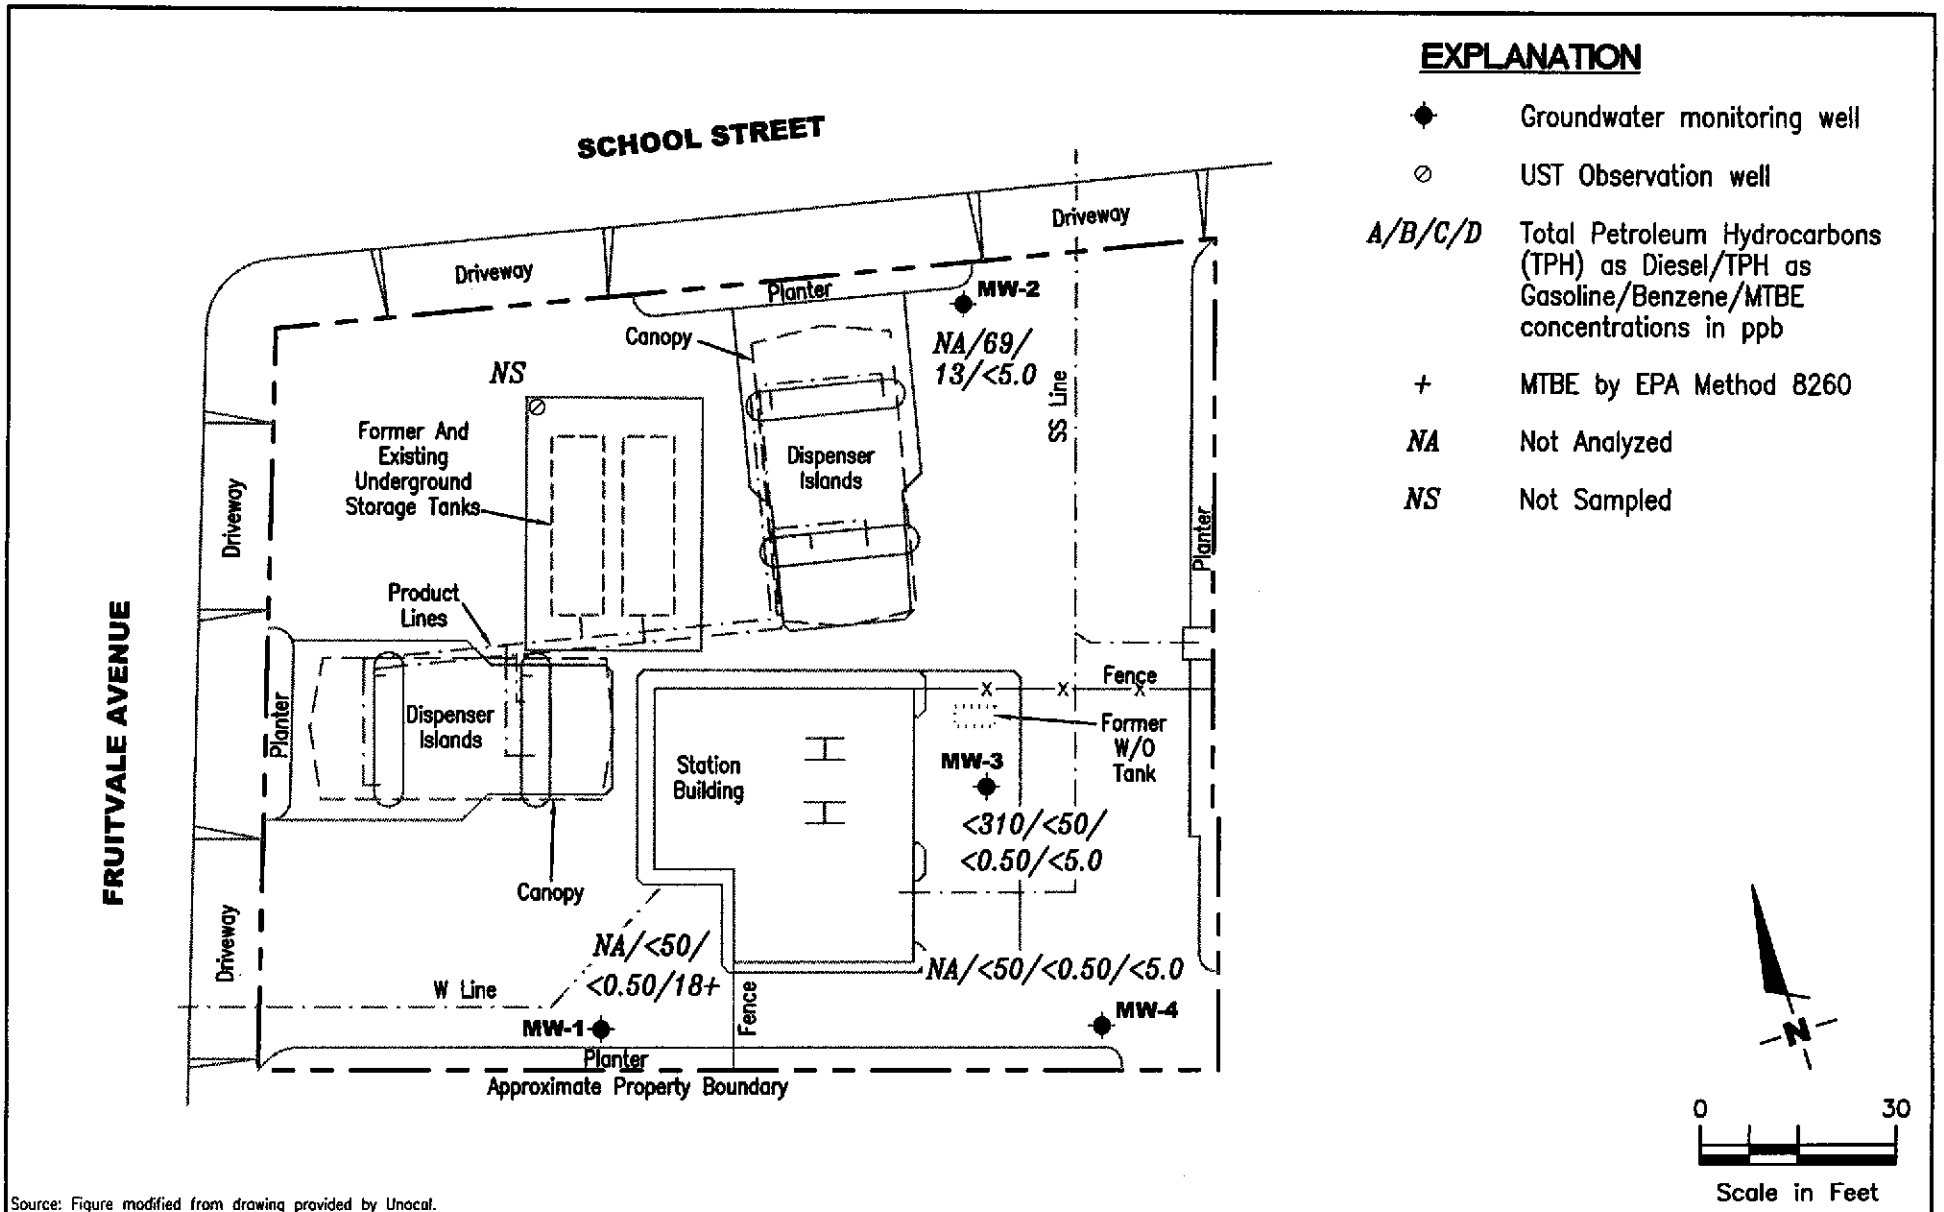 EXPLANATION
Groundwater monitoring well
UST Observation well
A/B/C/D
Total Petroleum Hydrocarbons
(TPH) as Diesel/TPH as
Gasoline/Benzene/MTBE
concentrations in ppb
+
MTBE by EPA Method 8260
NA
Not Analyzed
NS
Not Sampled
SCHOOL STREET
Driveway
Driveway
Planter
MW-2
Canopy
NA/69/
13/<5.0
NS
SS Line
Former And
Existing
Underground
Storage Tanks
Dispenser
Islands
Driveway
Planter
Product
Lines
FRUITVALE AVENUE
Planter
Dispenser
Islands
Fence
x x x
Former
W/O
Tank
Station
Building
MW-3
<310/<50/
<0.50/<5.0
Canopy
Driveway
NA/<50/
<0.50/18+
NA/<50/<0.50/<5.0
W Line
Fence
MW-1
MW-4
Planter
Approximate Property Boundary
N
0 30
Scale in Feet
Source: Figure modified from drawing provided by Unocal.